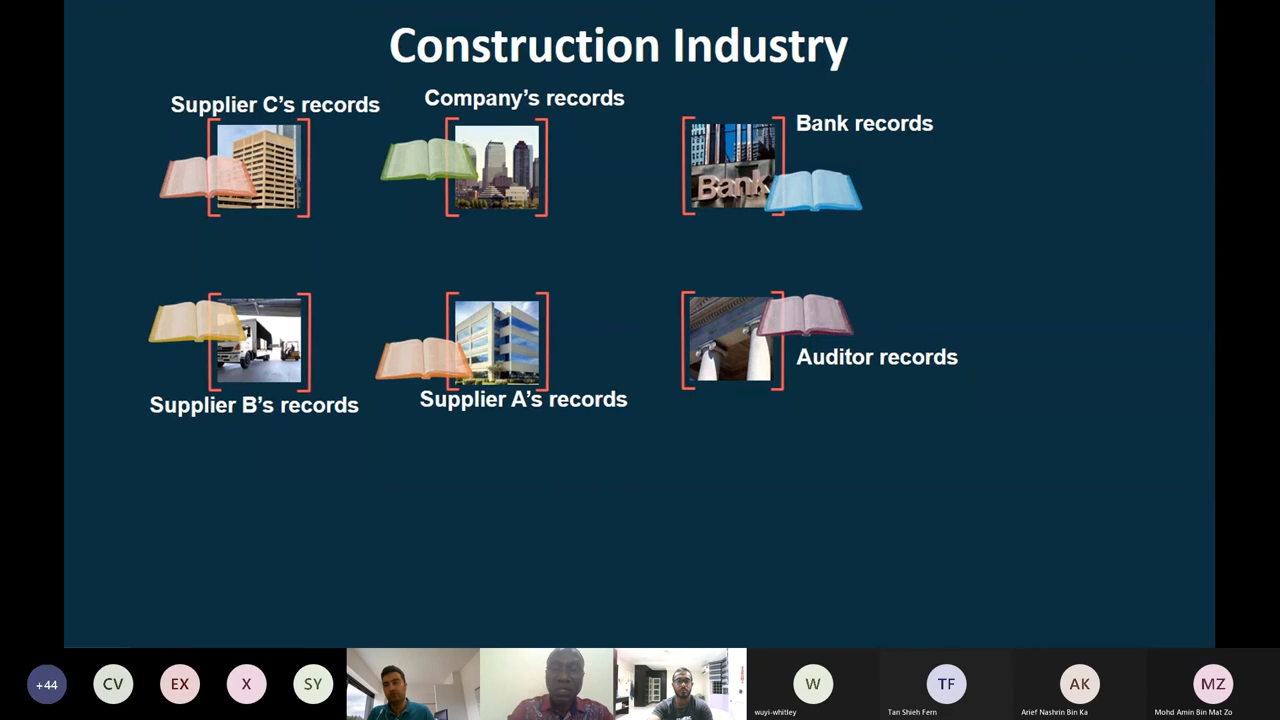 Construction Industry
Supplier C's records
Company's records
Bank records
Bank
Supplier B's records
Supplier A's records
Auditor records
+44
CV
EX
X
SY
W
wuyi-whitley
TF
Tan Shieh Fern
AK
Arief Nashrin Bin Ka
MZ
Mohd Amin Bin Mat Zo